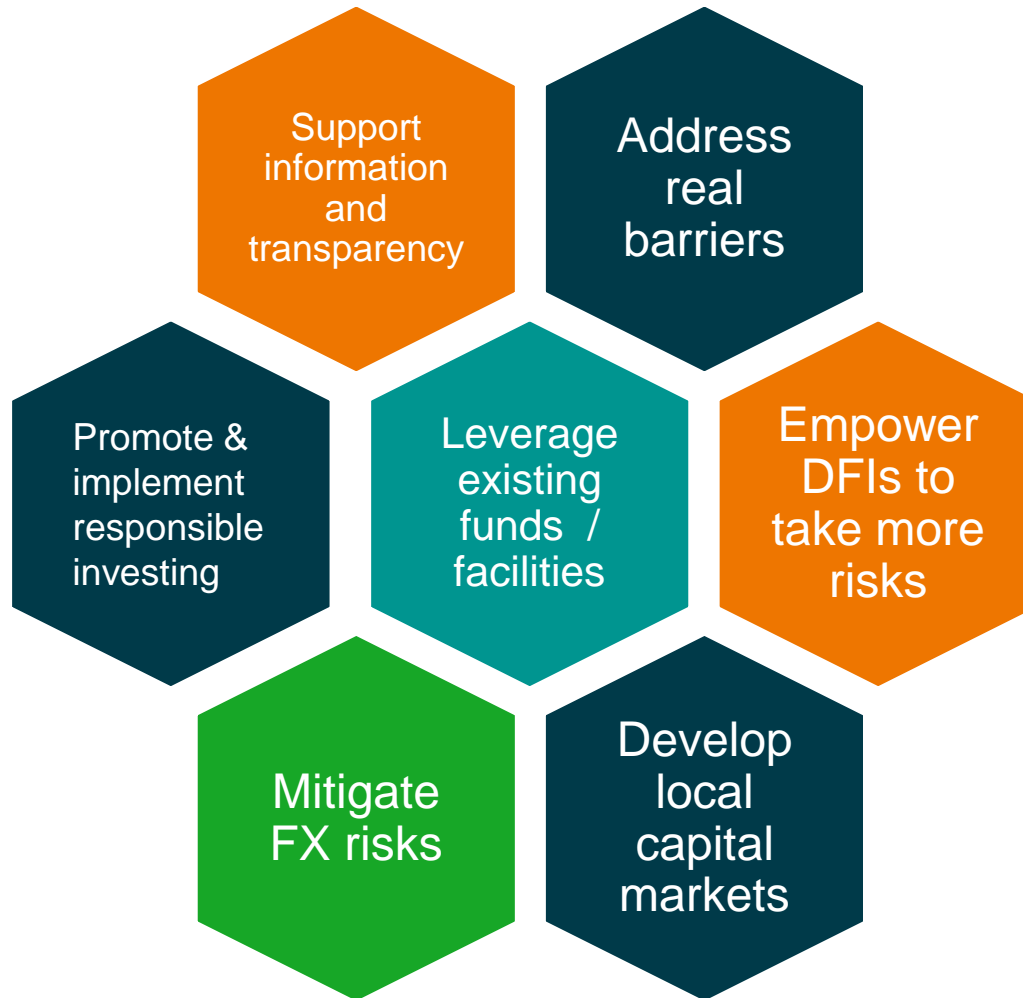 Support
information
and
transparency
Address
real
barriers
Promote &
implement
responsible
investing
Leverage
existing
funds /
facilities
Empower
DFIs to
take more
risks
Mitigate
FX risks
Develop
local
capital
markets